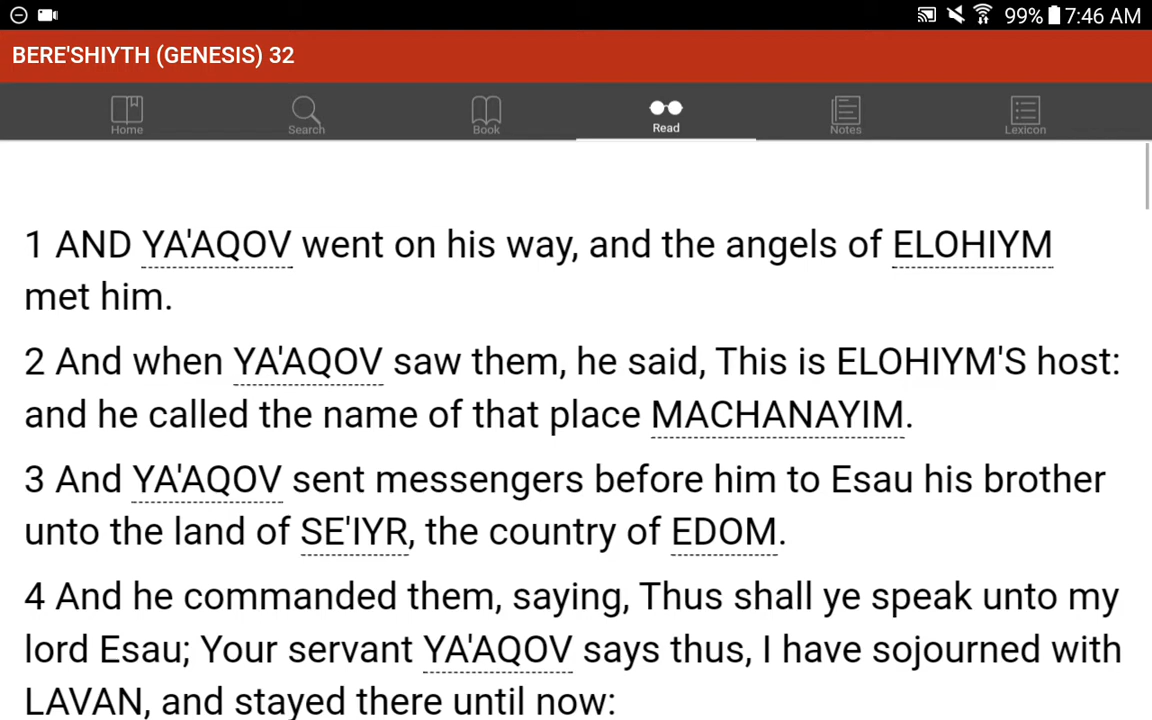 99% 7:46 AM
BERE'SHIYTH (GENESIS) 32
Home Search Book Read Notes Lexicon
1 AND YA'AQOV went on his way, and the angels of ELOHIYM
met him.
2 And when YA'AQOV saw them, he said, This is ELOHIYM'S host:
and he called the name of that place MACHANAYIM.
3 And YA'AQOV sent messengers before him to Esau his brother
unto the land of SE'IYR, the country of EDOM.
4 And he commanded them, saying, Thus shall ye speak unto my
lord Esau; Your servant YA'AQOV says thus, I have sojourned with
LAVAN, and stayed there until now: